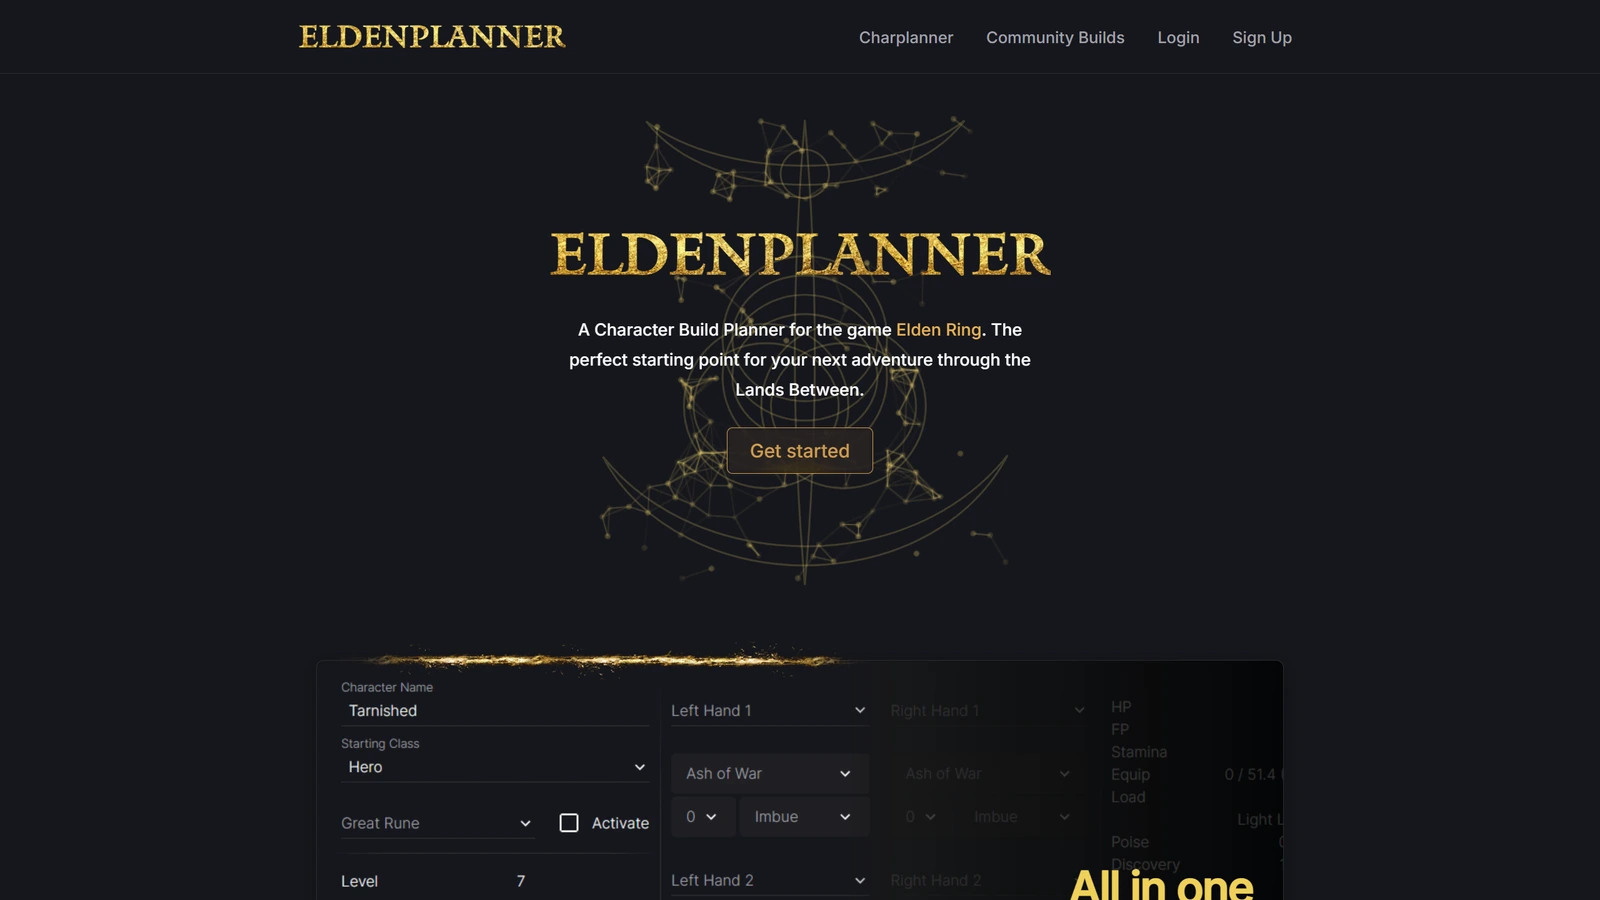 ELDENPLANNER
Charplanner
Community Builds
Login
Sign Up
ELDENPLANNER
A Character Build Planner for the game Elden Ring. The
perfect starting point for your next adventure through the
Lands Between.
Get started
Character Name
Tarnished
Starting Class
Hero
Great Rune
Activate
Level 7
Left Hand 1
Ash of War
0 Imbue
Left Hand 2
Right Hand 1
Ash of War
0 Imbue
Right Hand 2
HP
FP
Stamina
Equip 0 / 51.4
Load
Light L
Poise
Discovery
All in one